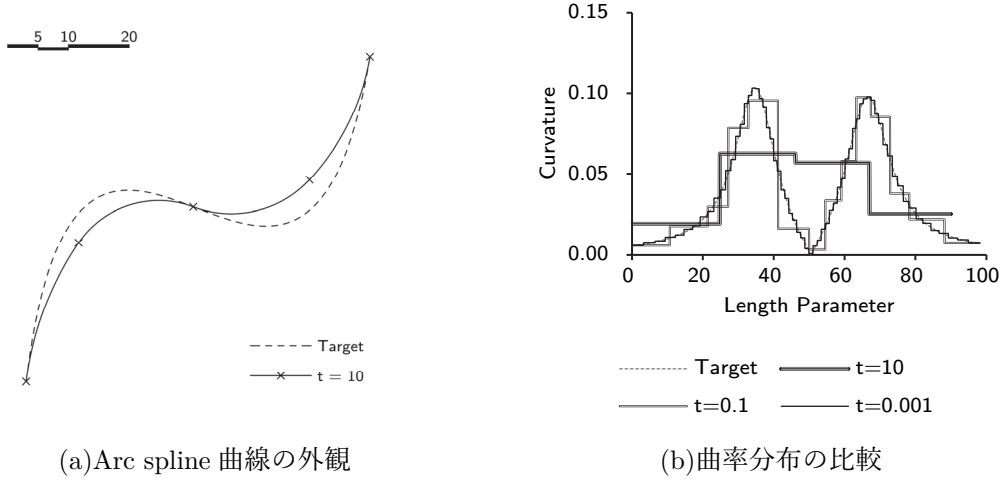 5 10 20
Target
t = 10
(a)Arc spline 曲線の外観
0.15
0.10
0.05
0.00
Curvature
0 20 40 60 80 100
Length Parameter
Target t=10
t=0.1 t=0.001
(b)曲率分布の比較